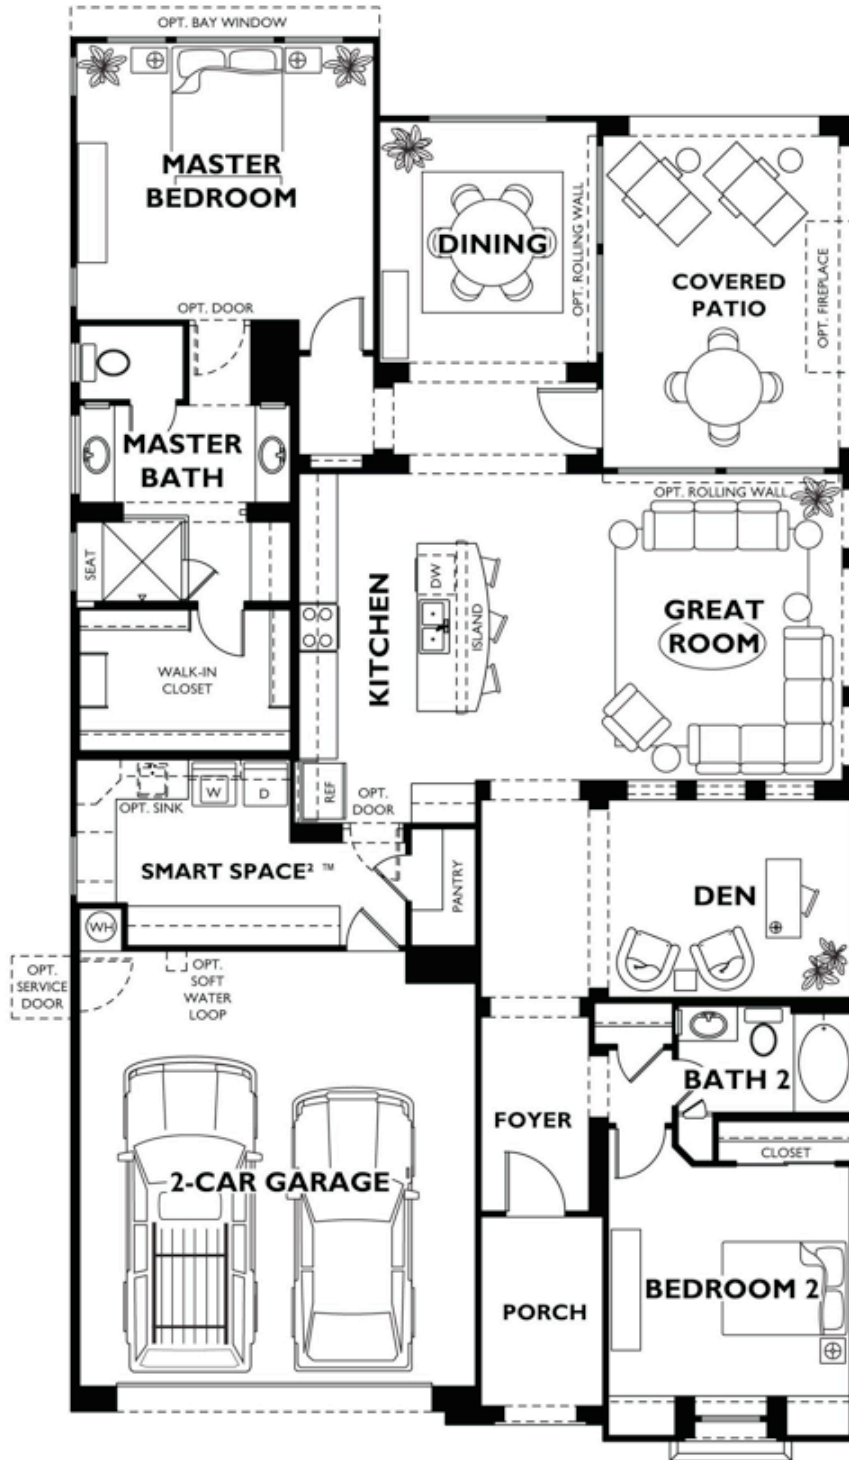 OPT. BAY WINDOW
MASTER
BEDROOM
DINING
OPT. ROLLING WALL
COVERED
PATIO
OPT. FIREPLACE
OPT. DOOR
MASTER
BATH
OPT. ROLLING WALL
SEAT
KITCHEN
DW
ISLAND
GREAT
ROOM
WALK-IN
CLOSET
OPT. SINK
W
D
REF
OPT.
DOOR
SMART SPACE² ™
PANTRY
DEN
WH
OPT.
SERVICE
DOOR
OPT.
SOFT
WATER
LOOP
BATH 2
FOYER
CLOSET
2-CAR GARAGE
BEDROOM 2
PORCH